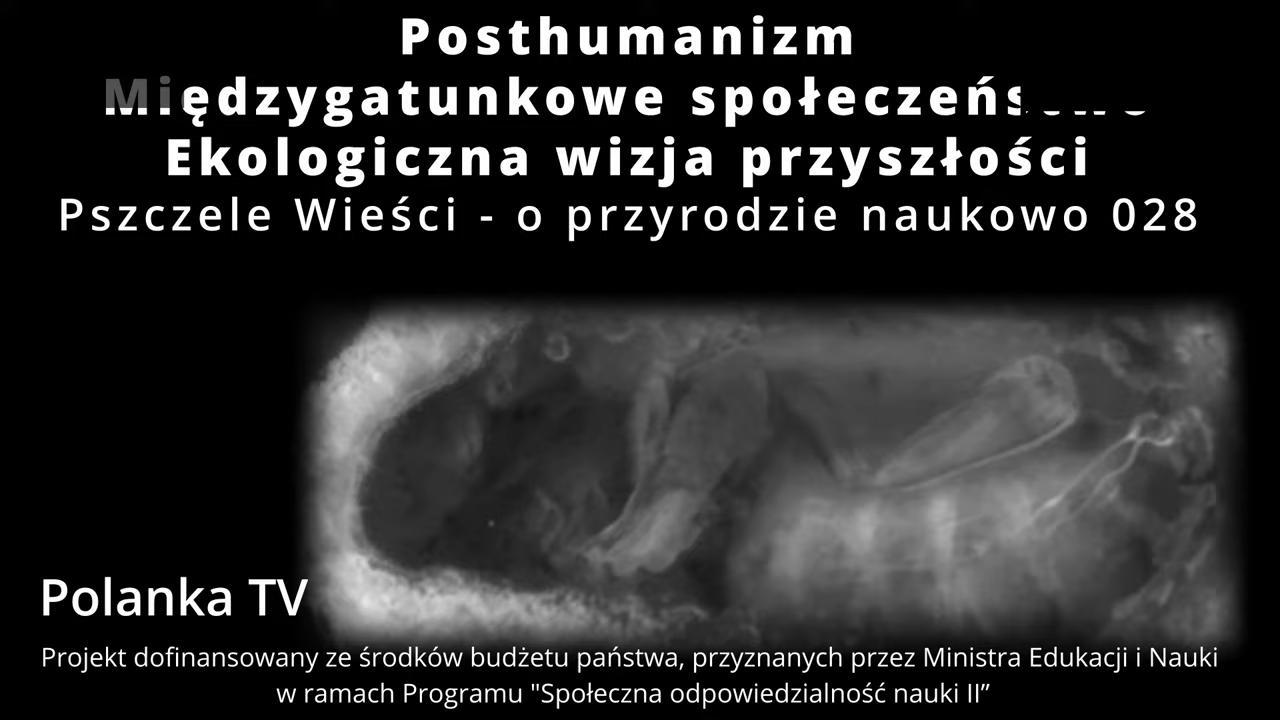 Posthumanizm
Międzygatunkowe społeczeństwo
Ekologiczna wizja przyszłości
Pszczele Wieści - o przyrodzie naukowo 028
Polanka TV
Projekt dofinansowany ze środków budżetu państwa, przyznanych przez Ministra Edukacji i Nauki
w ramach Programu "Społeczna odpowiedzialność nauki II”